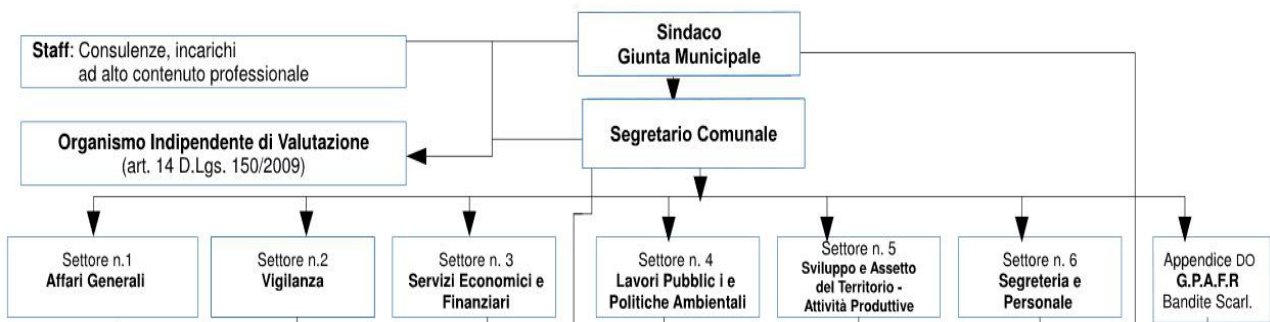 Staff: Consulenze, incarichi
ad alto contenuto professionale
Sindaco
Giunta Municipale
Organismo Indipendente di Valutazione
(art. 14 D.Lgs. 150/2009)
Segretario Comunale
Settore n.1
Affari Generali
Settore n.2
Vigilanza
Settore n. 3
Servizi Economici e
Finanziari
Settore n. 4
Lavori Pubblic i e
Politiche Ambientali
Settore n. 5
Sviluppo e Assetto
del Territorio -
Attività Produttive
Settore n. 6
Segreteria e
Personale
Appendice DO
G.P.A.F.R
Bandite Scarl.